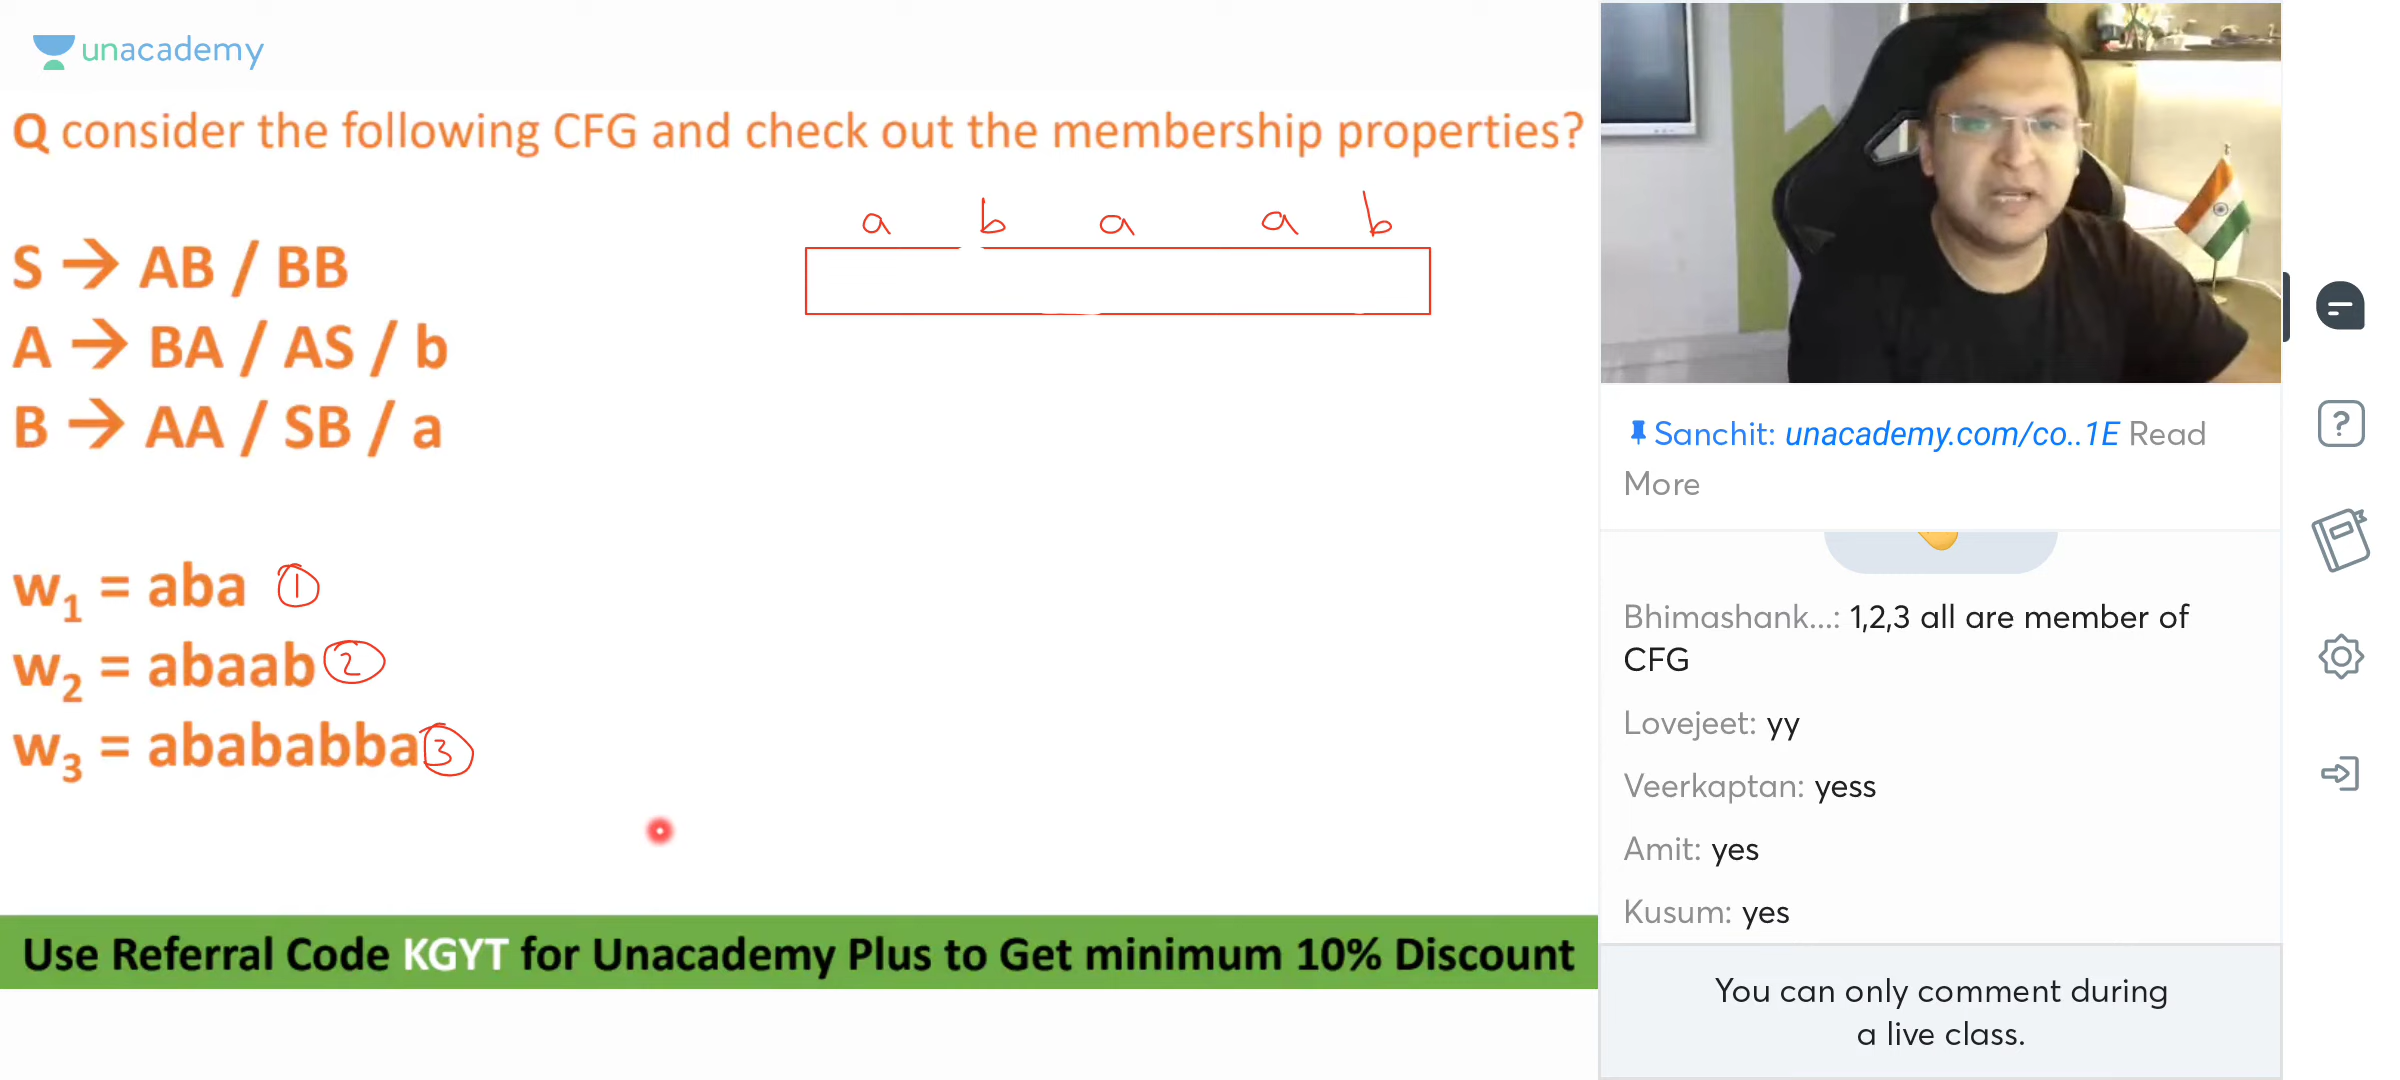 unacademy
Q consider the following CFG and check out the membership properties?
a b a a b
S → AB / BB
A → BA / AS / b
B → AA / SB / a
w1 = aba 1
w2 = abaab 2
w3 = abababba 3
Use Referral Code KGYT for Unacademy Plus to Get minimum 10% Discount
Sanchit: unacademy.com/co..1E Read
More
Bhimashank...: 1,2,3 all are member of
CFG
Lovejeet: yy
Veerkaptan: yess
Amit: yes
Kusum: yes
You can only comment during
a live class.
?